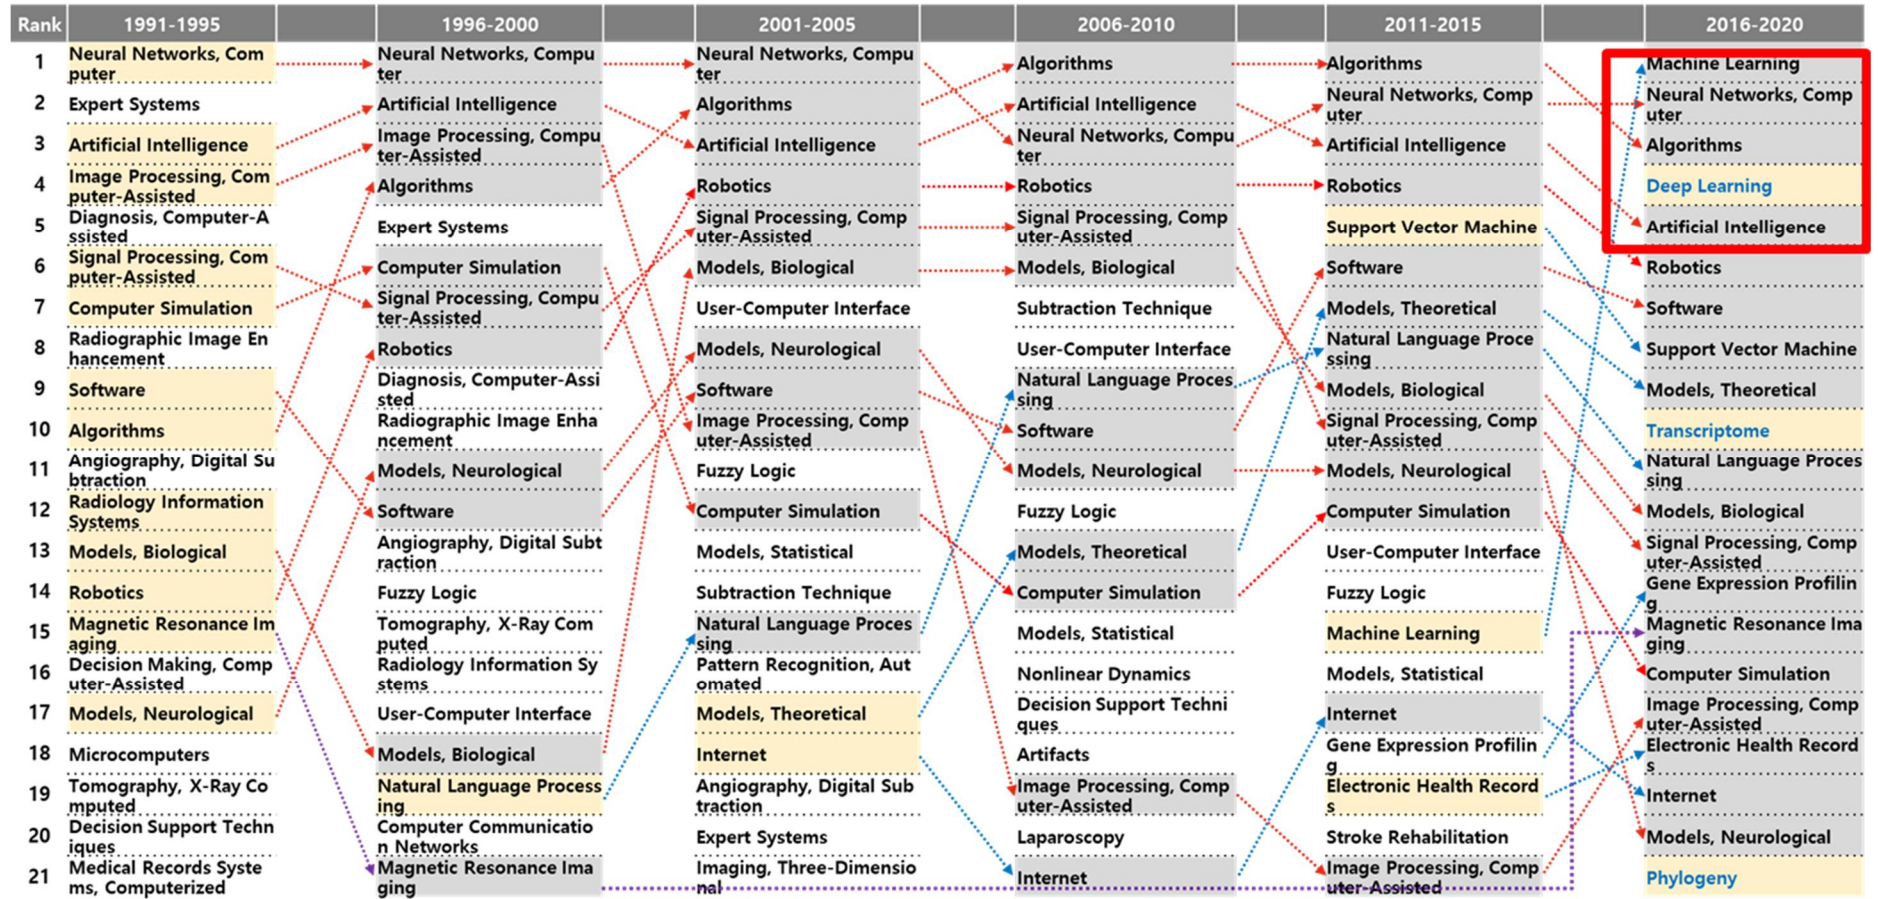 Rank 1991-1995 1996-2000 2001-2005 2006-2010 2011-2015 2016-2020
1
Neural Networks, Com
puter
Neural Networks, Compu
ter
Neural Networks, Compu
ter
Algorithms
Algorithms
Machine Learning
2
Expert Systems
Artificial Intelligence
Algorithms
Artificial Intelligence
Neural Networks, Comp
uter
Neural Networks, Comp
uter
3
Artificial Intelligence
Image Processing, Compu
ter-Assisted
Artificial Intelligence
Neural Networks, Compu
ter
Artificial Intelligence
Algorithms
4
Image Processing, Com
puter-Assisted
Algorithms
Robotics
Robotics
Robotics
Deep Learning
5
Diagnosis, Computer-A
ssisted
Expert Systems
Signal Processing, Comp
uter-Assisted
Signal Processing, Comp
uter-Assisted
Support Vector Machine
Artificial Intelligence
6
Signal Processing, Com
puter-Assisted
Computer Simulation
Models, Biological
Models, Biological
Software
Robotics
7
Computer Simulation
Signal Processing, Compu
ter-Assisted
User-Computer Interface
Subtraction Technique
Models, Theoretical
Software
8
Radiographic Image En
hancement
Robotics
Models, Neurological
User-Computer Interface
Natural Language Proce
ssing
Support Vector Machine
9
Software
Diagnosis, Computer-Assi
sted
Software
Natural Language Proces
sing
Models, Biological
Models, Theoretical
10
Algorithms
Radiographic Image Enha
ncement
Image Processing, Comp
uter-Assisted
Software
Signal Processing, Comp
uter-Assisted
Transcriptome
11
Angiography, Digital Su
btraction
Models, Neurological
Fuzzy Logic
Models, Neurological
Models, Neurological
Natural Language Proces
sing
12
Radiology Information
Systems
Software
Computer Simulation
Fuzzy Logic
Computer Simulation
Models, Biological
13
Models, Biological
Angiography, Digital Subt
raction
Models, Statistical
Models, Theoretical
User-Computer Interface
Signal Processing, Comp
uter-Assisted
14
Robotics
Fuzzy Logic
Subtraction Technique
Computer Simulation
Fuzzy Logic
Gene Expression Profilin
g
15
Magnetic Resonance Im
aging
Tomography, X-Ray Com
puted
Natural Language Proces
sing
Models, Statistical
Machine Learning
Magnetic Resonance Ima
ging
16
Decision Making, Comp
uter-Assisted
Radiology Information Sy
stems
Pattern Recognition, Aut
omated
Nonlinear Dynamics
Models, Statistical
Computer Simulation
17
Models, Neurological
User-Computer Interface
Models, Theoretical
Decision Support Techni
ques
Internet
Image Processing, Comp
uter-Assisted
18
Microcomputers
Models, Biological
Internet
Artifacts
Gene Expression Profilin
g
Electronic Health Record
s
19
Tomography, X-Ray Co
mputed
Natural Language Process
ing
Angiography, Digital Sub
traction
Image Processing, Comp
uter-Assisted
Electronic Health Record
s
Internet
20
Decision Support Techn
iques
Computer Communicatio
n Networks
Expert Systems
Laparoscopy
Stroke Rehabilitation
Models, Neurological
21
Medical Records Syste
ms, Computerized
Magnetic Resonance Ima
ging
Imaging, Three-Dimensio
nal
Internet
Image Processing, Comp
uter-Assisted
Phylogeny